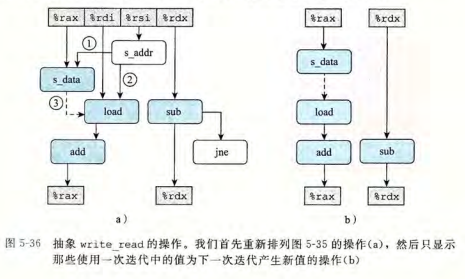 %rax %rdi %rsi %rdx
%rax
%rdx
①
s_addr
s_data
②
s_data
③
load
sub
load
add
jne
add
sub
%rax
%rdx
%rax
%rdx
a)
b)
图 5-36 抽象 write_read 的操作。我们首先重新排列图 5-35 的操作(a)，然后只显示
那些使用一次迭代中的值为下一次迭代产生新值的操作(b)